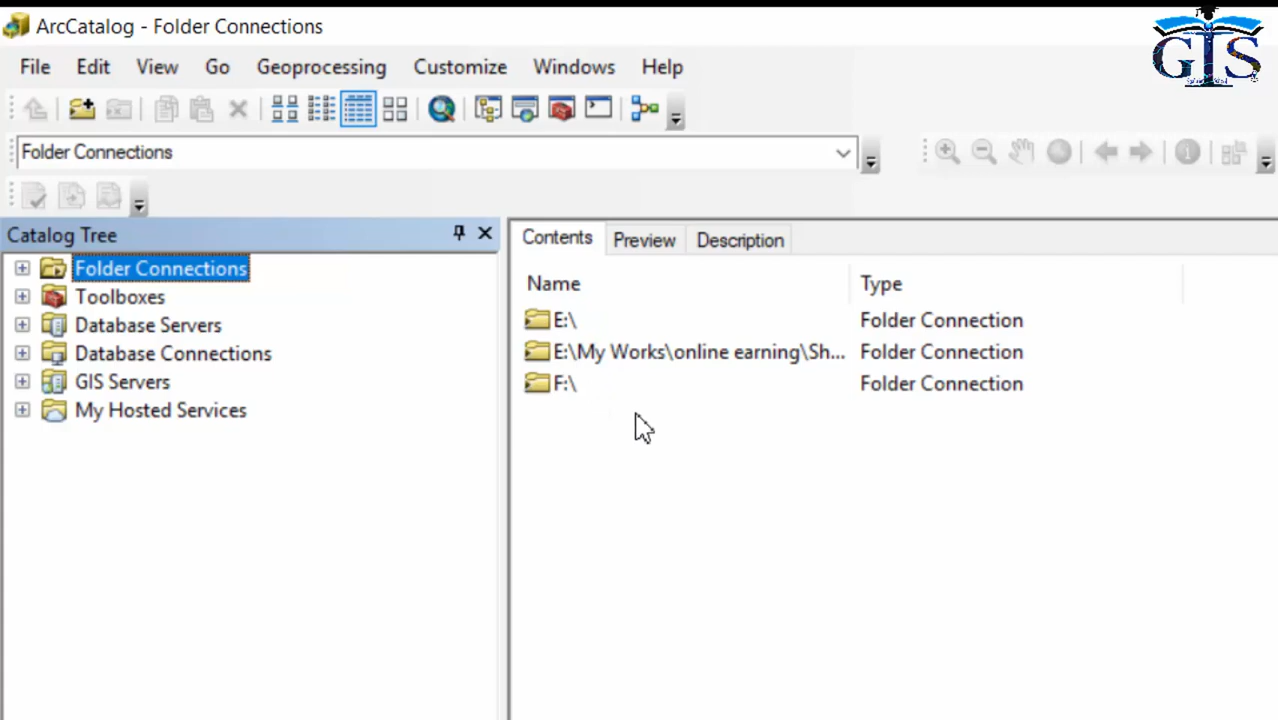 ArcCatalog - Folder Connections
GIS
File Edit View Go Geoprocessing Customize Windows Help
Folder Connections
Catalog Tree
Folder Connections
Toolboxes
Database Servers
Database Connections
GIS Servers
My Hosted Services
Contents Preview Description
Name Type
E:\ Folder Connection
E:\My Works\online earning\Sh... Folder Connection
F:\ Folder Connection